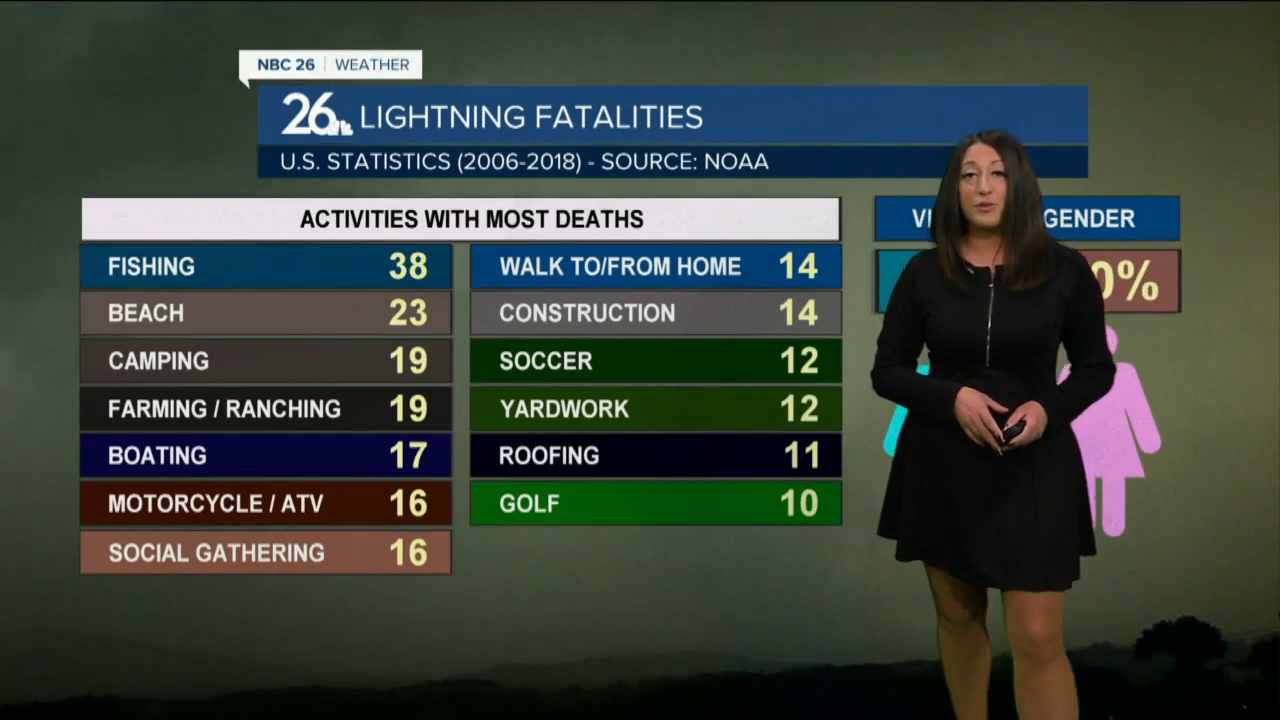 NBC 26 | WEATHER
26 LIGHTNING FATALITIES
U.S. STATISTICS (2006-2018) - SOURCE: NOAA
ACTIVITIES WITH MOST DEATHS
FISHING 38
BEACH 23
CAMPING 19
FARMING / RANCHING 19
BOATING 17
MOTORCYCLE / ATV 16
SOCIAL GATHERING 16
WALK TO/FROM HOME 14
CONSTRUCTION 14
SOCCER 12
YARDWORK 12
ROOFING 11
GOLF 10
GENDER
0%